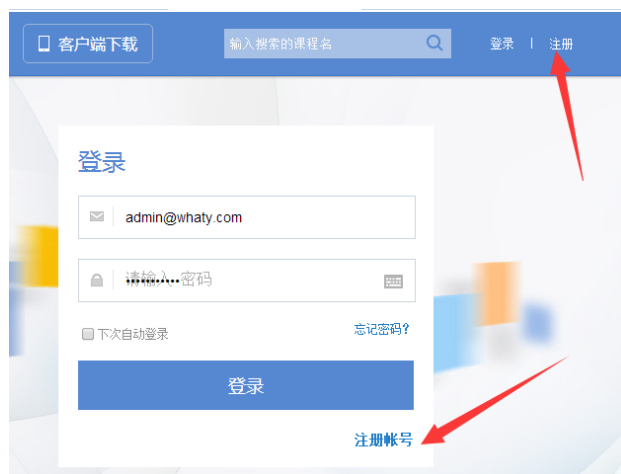 客户端下载 输入搜索的课程名 登录 | 注册
登录
admin@whaty.com
请输入 密码
下次自动登录 忘记密码?
登录
注册帐号